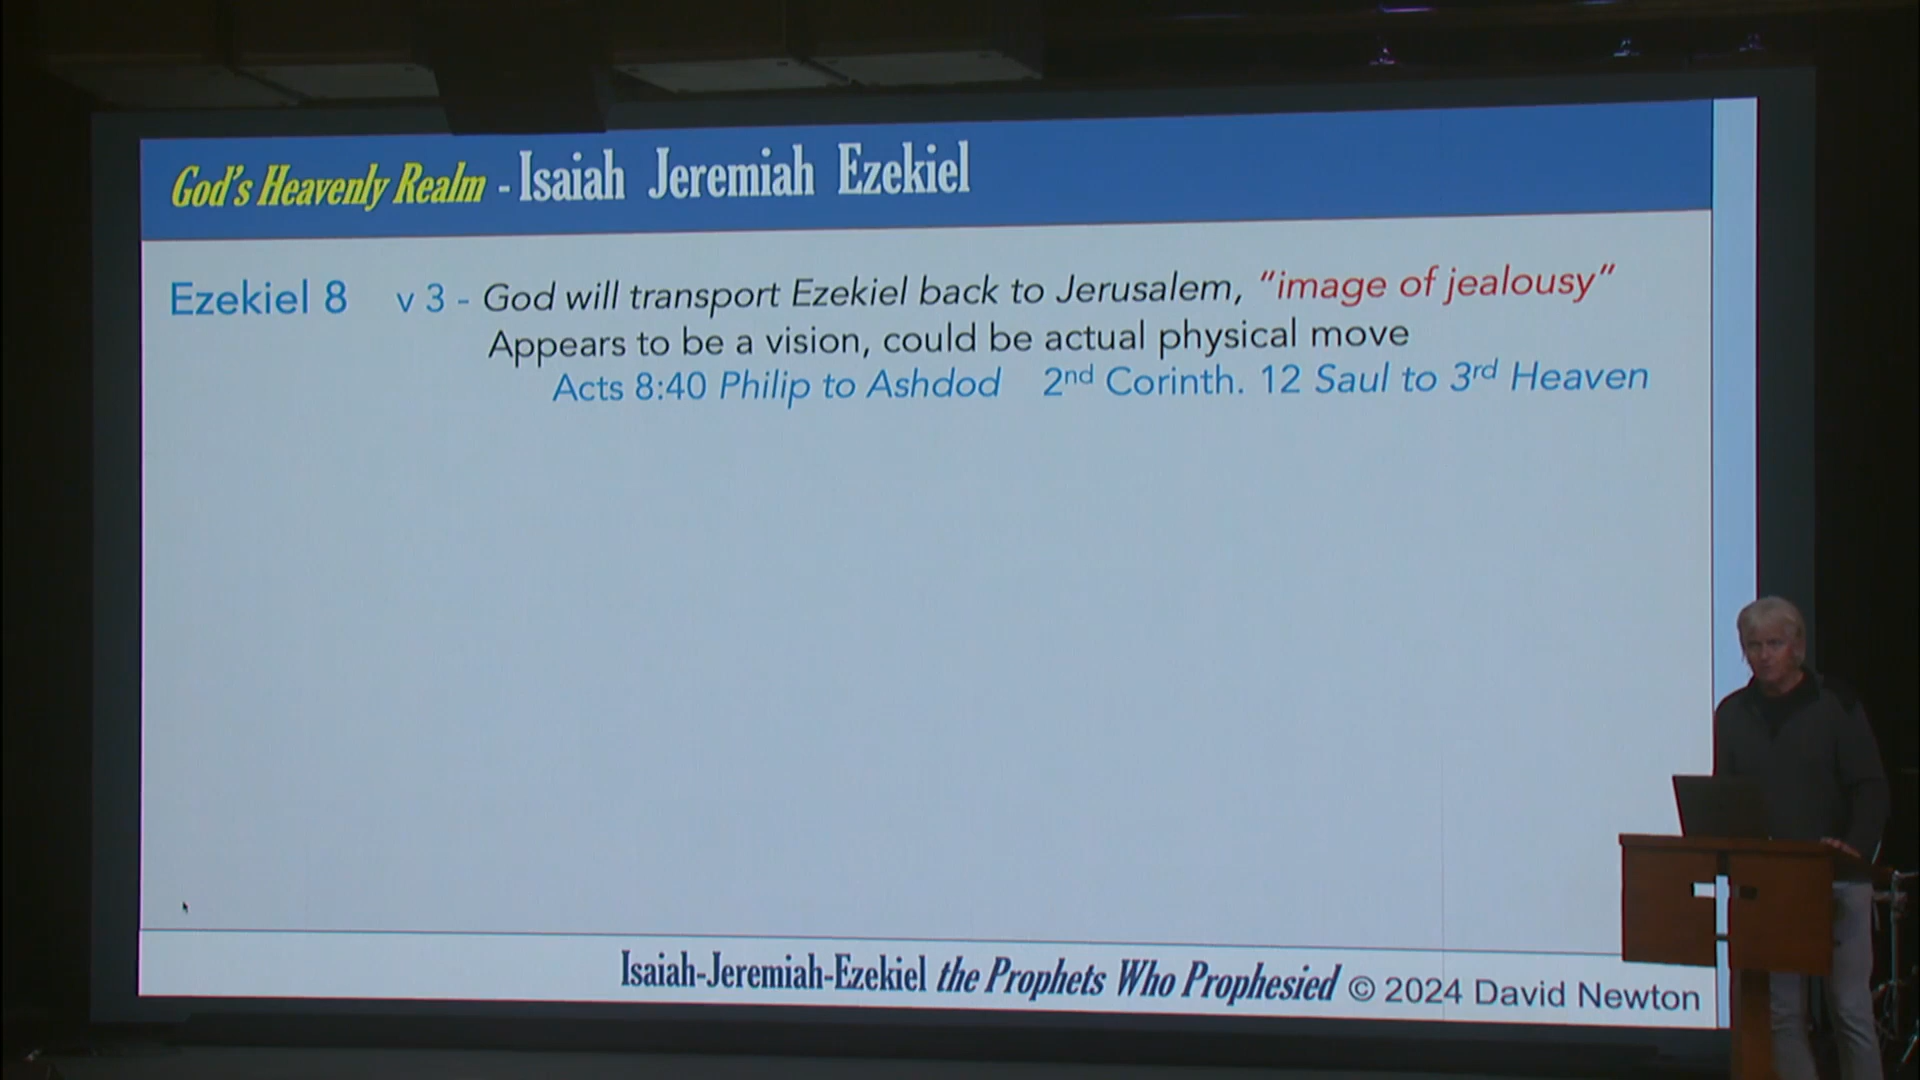 God's Heavenly Realm - Isaiah Jeremiah Ezekiel
Ezekiel 8 v 3 - God will transport Ezekiel back to Jerusalem, "image of jealousy"
Appears to be a vision, could be actual physical move
Acts 8:40 Philip to Ashdod 2nd Corinth. 12 Saul to 3rd Heaven
Isaiah-Jeremiah-Ezekiel the Prophets Who Prophesied © 2024 David Newton